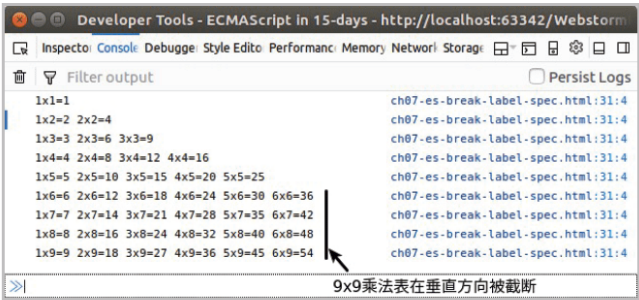 Developer Tools - ECMAScript in 15-days - http://localhost:63342/Webstorm
Inspecto Console Debugge Style Edito Performanc Memory Networl Storage
Filter output Persist Logs
1x1=1 ch07-es-break-label-spec.html:31:4
1x2=2 2x2=4 ch07-es-break-label-spec.html:31:4
1x3=3 2x3=6 3x3=9 ch07-es-break-label-spec.html:31:4
1x4=4 2x4=8 3x4=12 4x4=16 ch07-es-break-label-spec.html:31:4
1x5=5 2x5=10 3x5=15 4x5=20 5x5=25 ch07-es-break-label-spec.html:31:4
1x6=6 2x6=12 3x6=18 4x6=24 5x6=30 6x6=36 ch07-es-break-label-spec.html:31:4
1x7=7 2x7=14 3x7=21 4x7=28 5x7=35 6x7=42 ch07-es-break-label-spec.html:31:4
1x8=8 2x8=16 3x8=24 4x8=32 5x8=40 6x8=48 ch07-es-break-label-spec.html:31:4
1x9=9 2x9=18 3x9=27 4x9=36 5x9=45 6x9=54 ch07-es-break-label-spec.html:31:4
9x9乘法表在垂直方向被截断